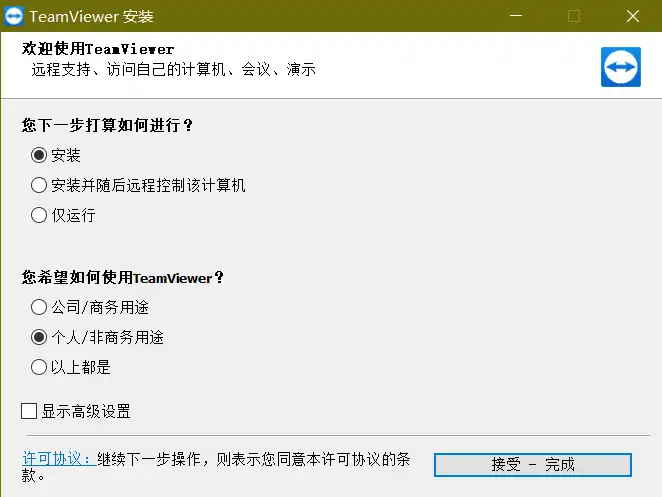 TeamViewer 安装
欢迎使用TeamViewer
远程支持、访问自己的计算机、会议、演示
您下一步打算如何进行？
安装
安装并随后远程控制该计算机
仅运行
您希望如何使用TeamViewer？
公司/商务用途
个人/非商务用途
以上都是
显示高级设置
许可协议：继续下一步操作，则表示您同意本许可协议的条
款。
接受 - 完成